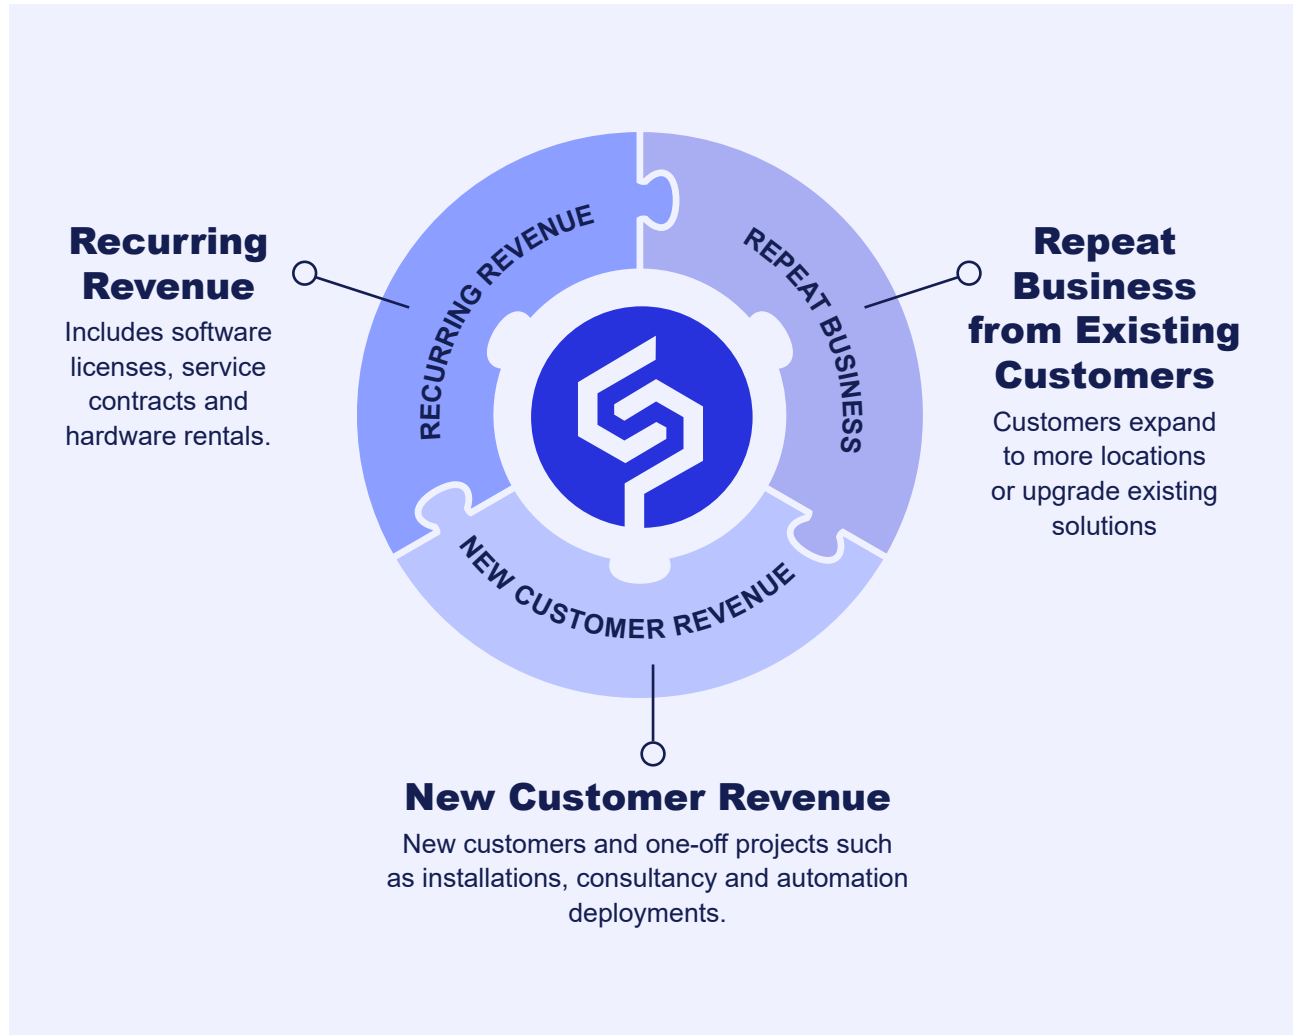 Recurring
Revenue
Includes software
licenses, service
contracts and
hardware rentals.
RECURRING REVENUE
REPEAT BUSINESS
NEW CUSTOMER REVENUE
Repeat
Business
from Existing
Customers
Customers expand
to more locations
or upgrade existing
solutions
New Customer Revenue
New customers and one-off projects such
as installations, consultancy and automation
deployments.